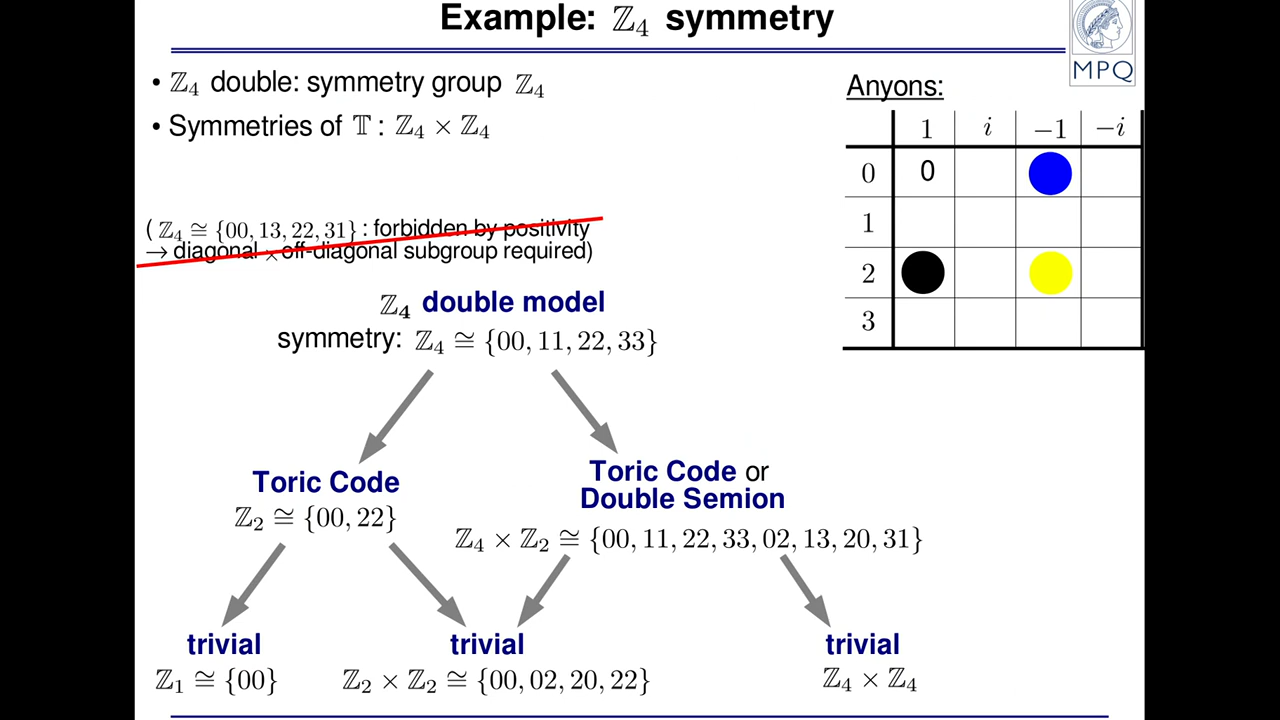 Example: ℤ₄ symmetry
MPQ
• ℤ₄ double: symmetry group ℤ₄
• Symmetries of 𝕋 : ℤ₄ × ℤ₄
( ℤ₄ ≅ {00, 13, 22, 31} : forbidden by positivity
→ diagonal × off-diagonal subgroup required)
Anyons:
1 i −1 −i
0 0
1
2
3
ℤ₄ double model
symmetry: ℤ₄ ≅ {00, 11, 22, 33}
Toric Code
ℤ₂ ≅ {00, 22}
Toric Code or
Double Semion
ℤ₄ × ℤ₂ ≅ {00, 11, 22, 33, 02, 13, 20, 31}
trivial
ℤ₁ ≅ {00}
trivial
ℤ₂ × ℤ₂ ≅ {00, 02, 20, 22}
trivial
ℤ₄ × ℤ₄